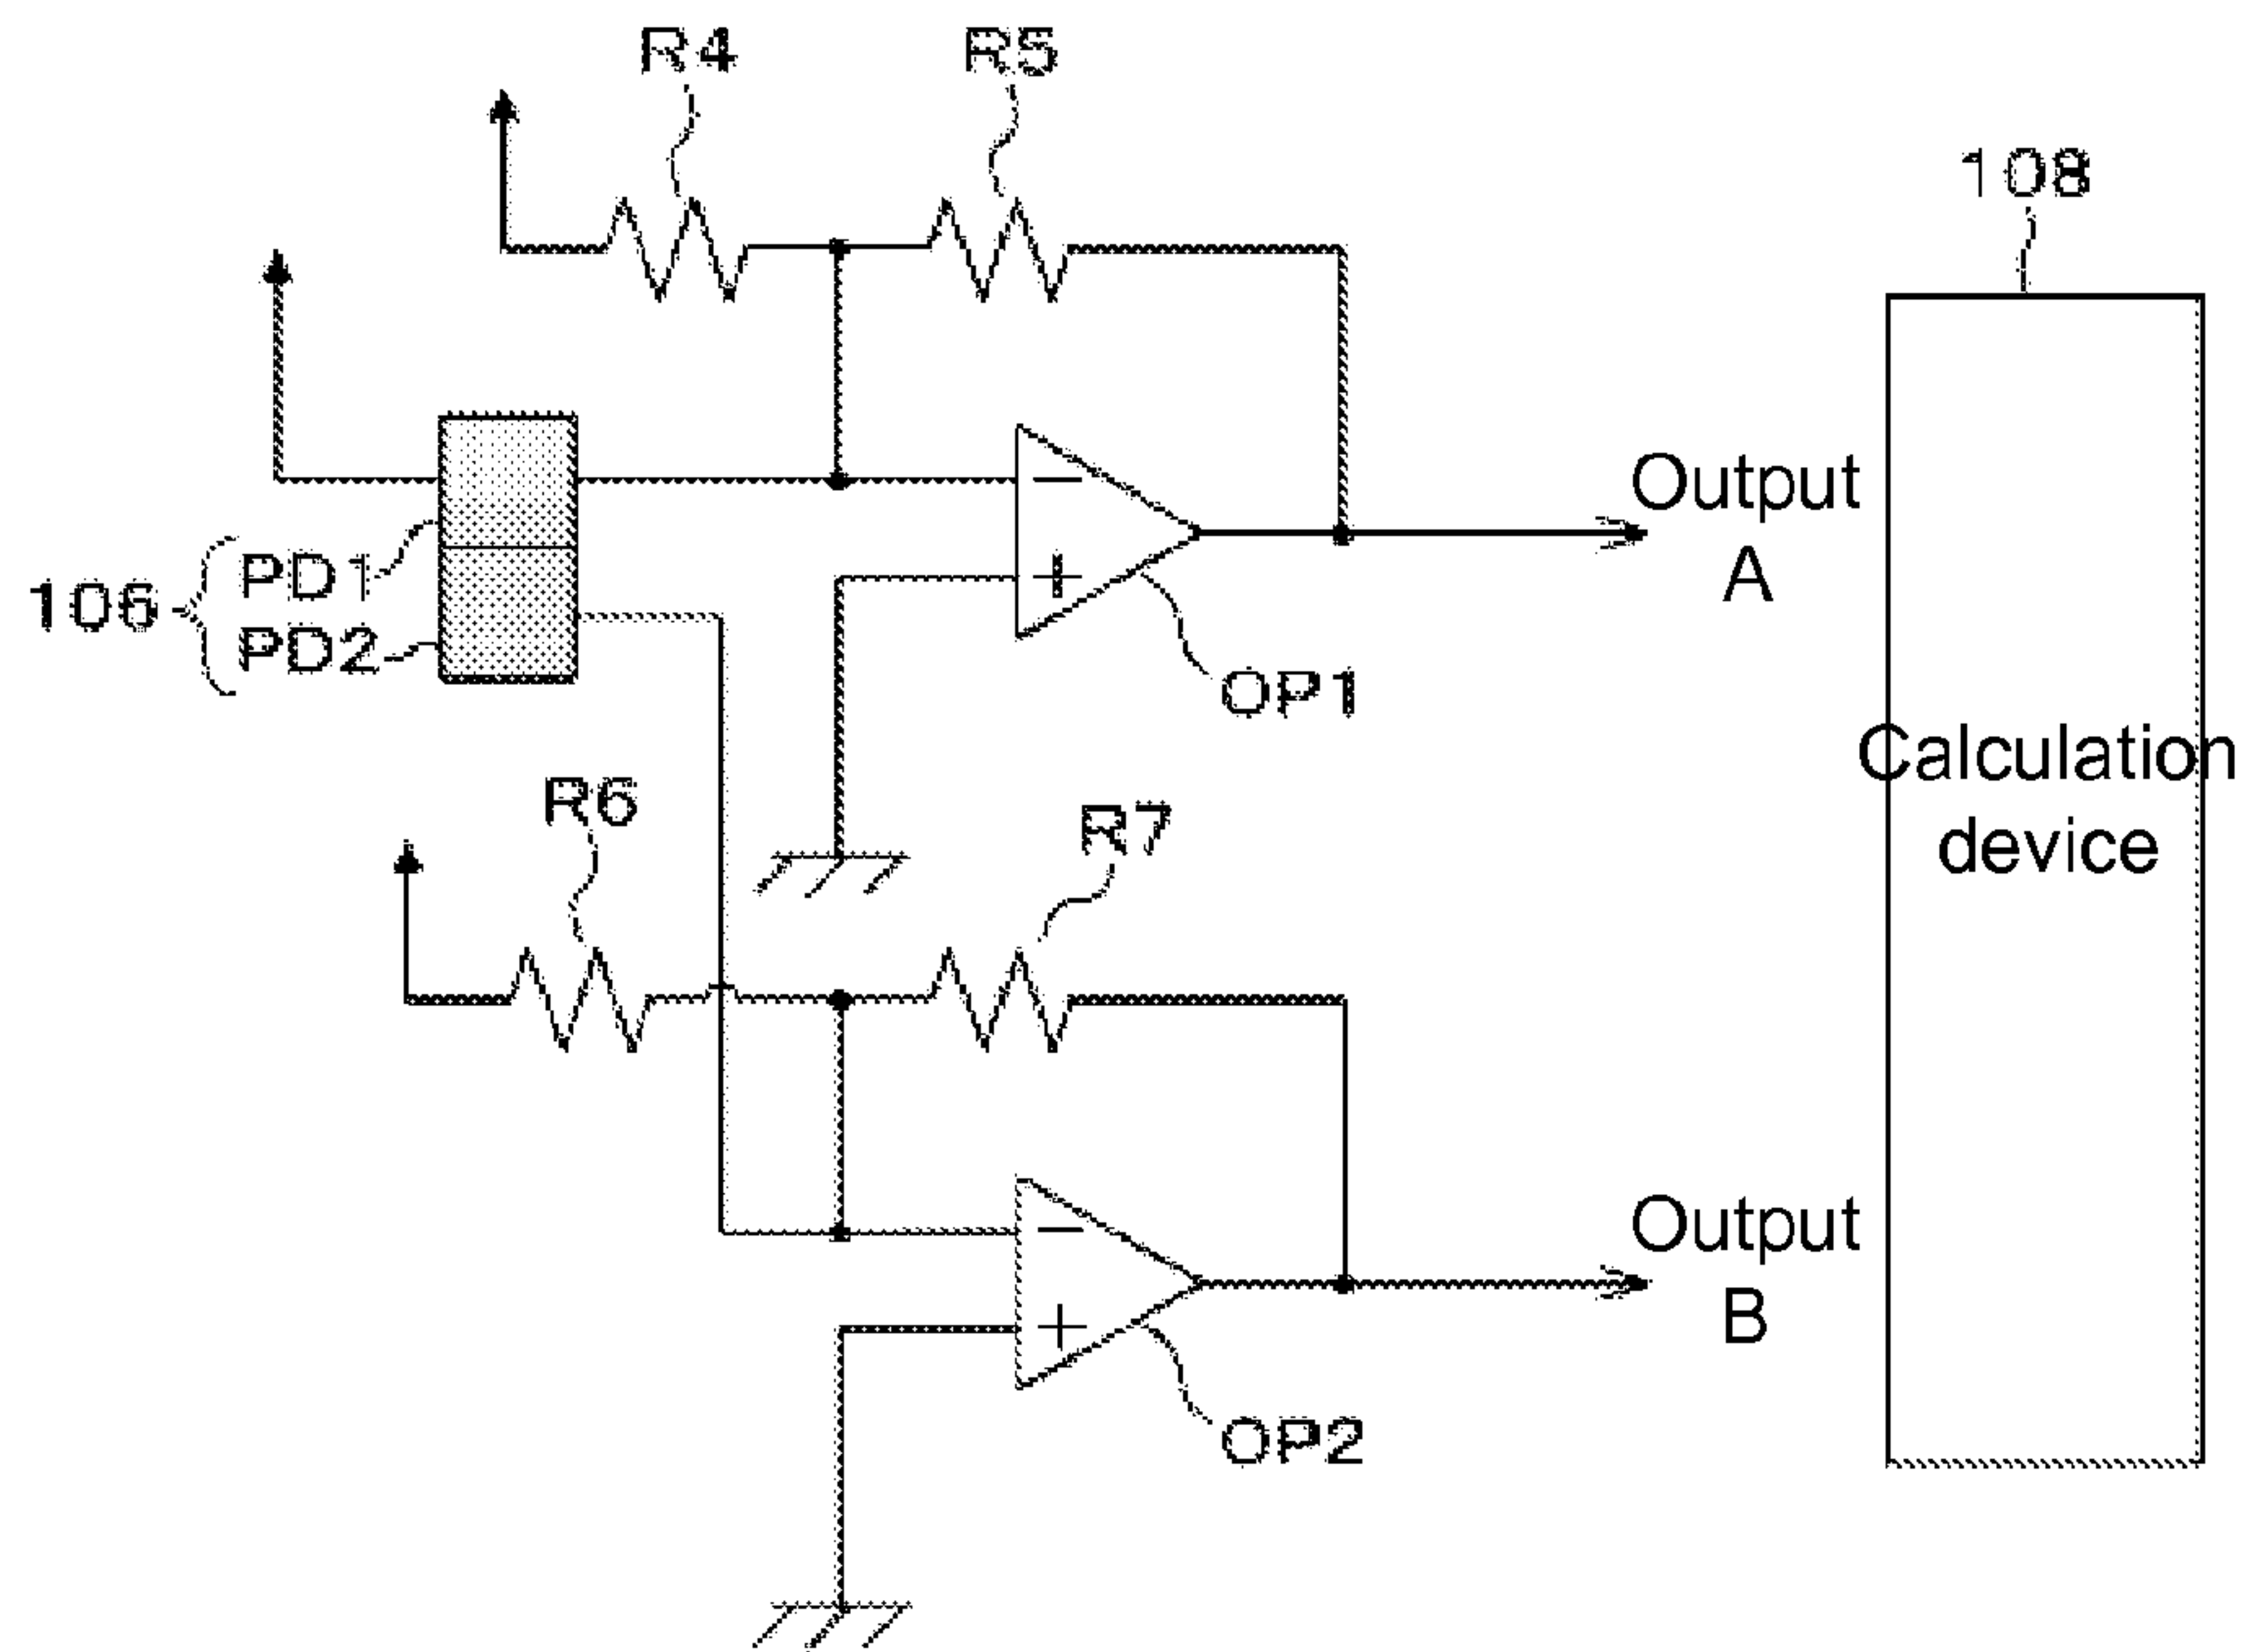 R4
R5
108
Output
A
106
PD1
PD2
OP1
Calculation
device
R6
R7
Output
B
OP2